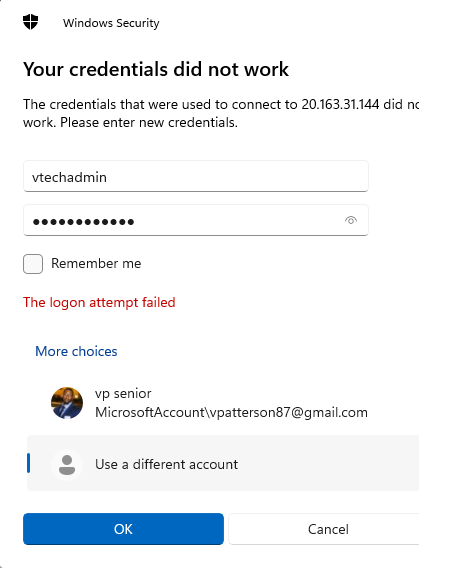 Windows Security
Your credentials did not work
The credentials that were used to connect to 20.163.31.144 did
work. Please enter new credentials.
vtechadmin
Remember me
The logon attempt failed
More choices
vp senior
MicrosoftAccount\vpatterson87@gmail.com
Use a different account
OK
Cancel